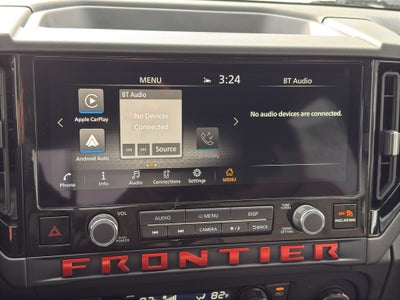 MENU
3:24
BT Audio
Apple CarPlay
BT Audio
No Devices
Connected
Source
No audio devices are connected.
Android Auto
Phone
Info
Audio
Connections
Settings
MENU
VOL
AUDIO
MENU
DISP
CAMERA
BACK
FRONTIER
82°